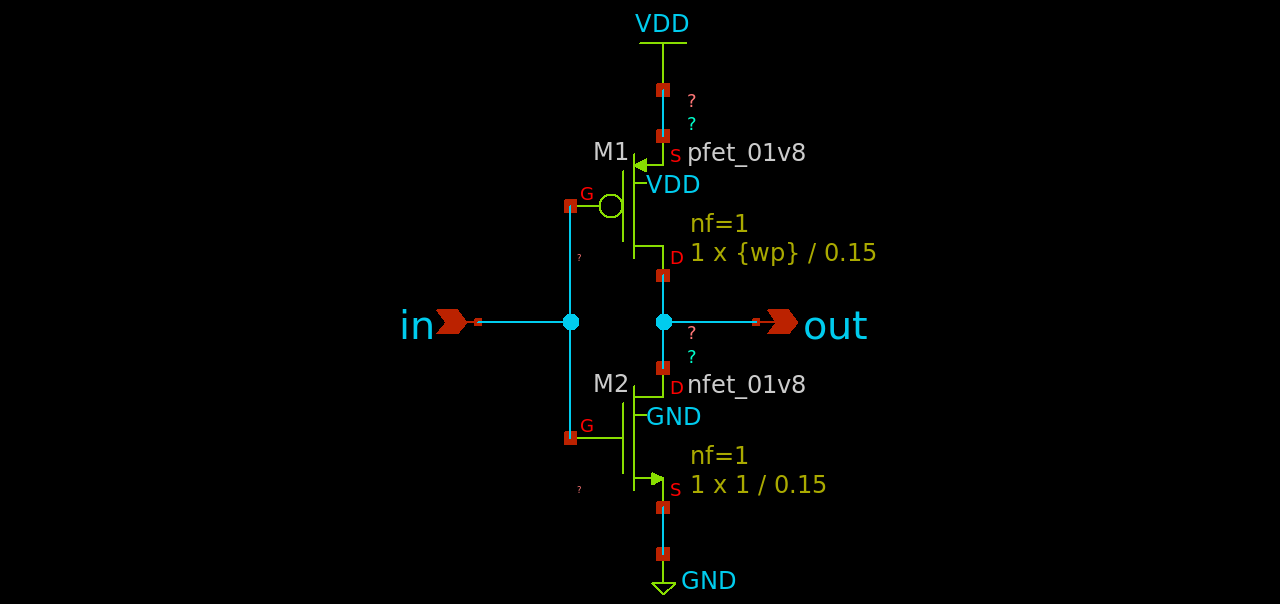 VDD
?
?
M1
S
pfet_01v8
VDD
G
nf=1
1 x {wp} / 0.15
D
?
in
out
?
?
M2
D
nfet_01v8
GND
G
nf=1
1 x 1 / 0.15
S
?
GND